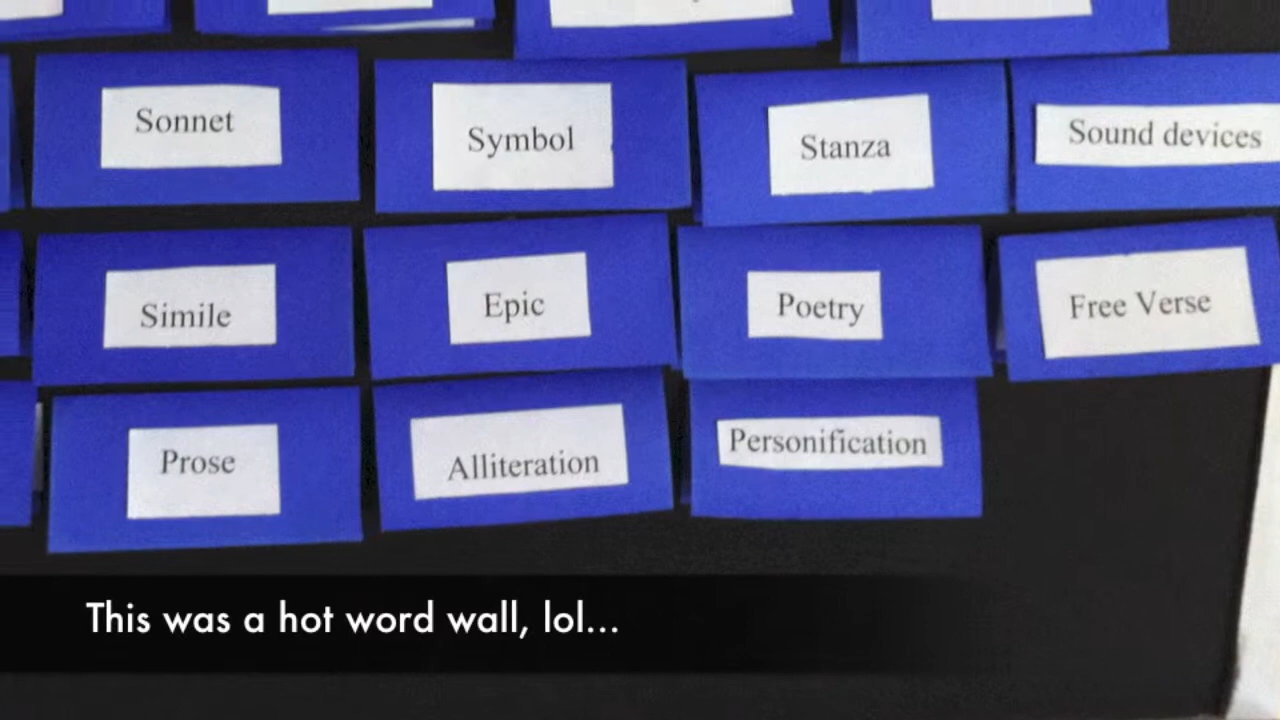 Sonnet
Symbol
Stanza
Sound devices
Simile
Epic
Poetry
Free Verse
Prose
Alliteration
Personification
This was a hot word wall, lol...